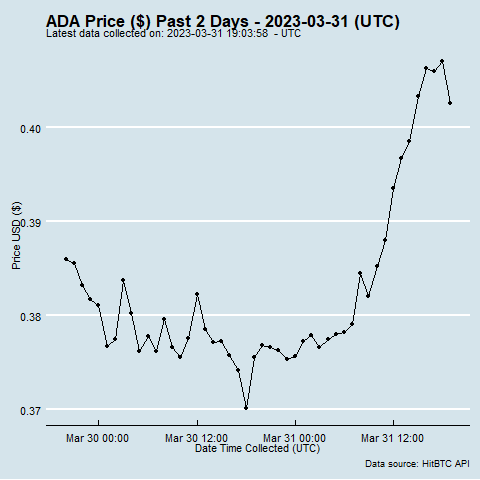 ADA Price ($) Past 2 Days - 2023-03-31 (UTC)
Latest data collected on: 2023-03-31 19:03:58 - UTC
0.40
0.39
0.38
0.37
Price USD ($)
Mar 30 00:00 Mar 30 12:00 Mar 31 00:00 Mar 31 12:00
Date Time Collected (UTC)
Data source: HitBTC API